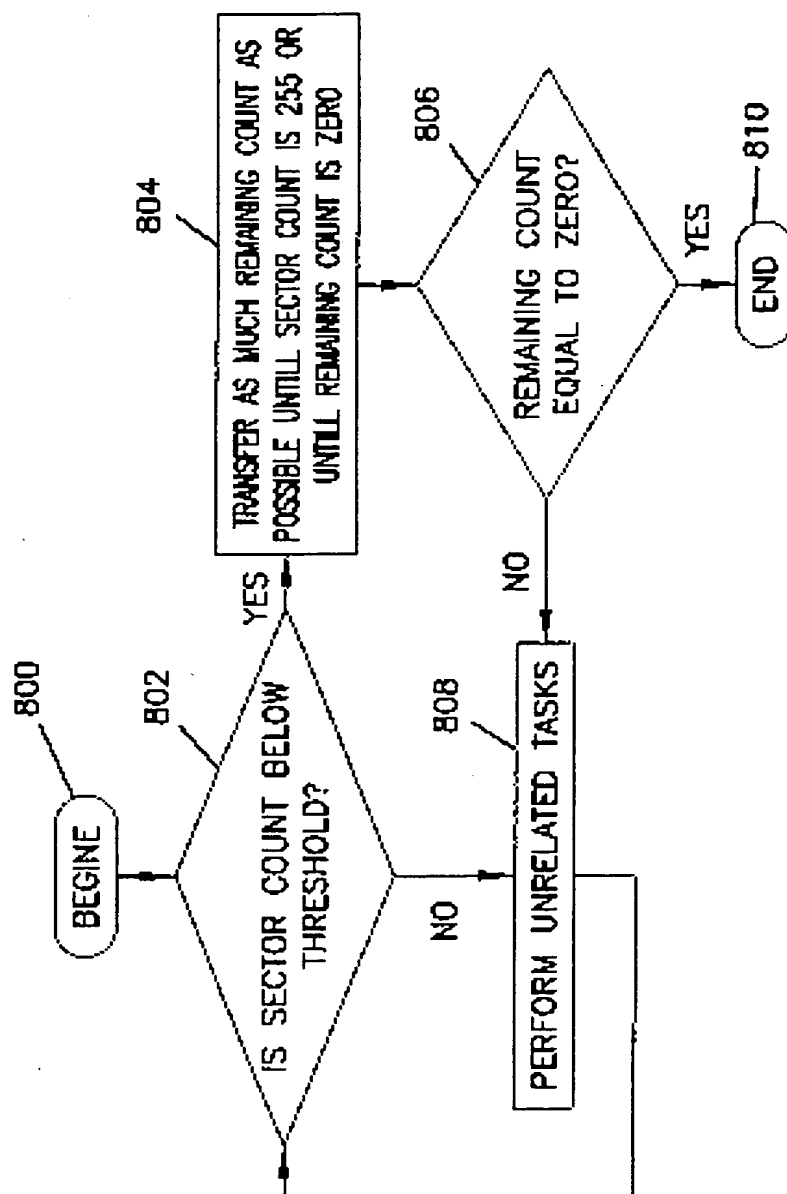 800
BEGINE
802
IS SECTOR COUNT BELOW
THRESHOLD?
YES
NO
804
TRANSFER AS MUCH REMAINING COUNT AS
POSSIBLE UNTILL SECTOR COUNT IS 255 OR
UNTILL REMAINING COUNT IS ZERO
806
REMAINING COUNT
EQUAL TO ZERO?
NO
YES
808
PERFORM UNRELATED TASKS
810
END